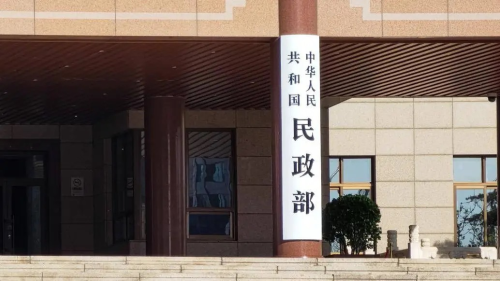 中华人民
共和国
民政部